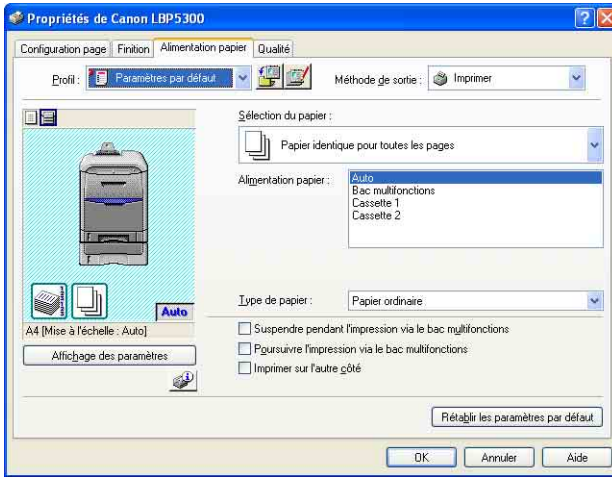 Propriétés de Canon LBP5300
Configuration page Finition Alimentation papier Qualité
Profil : Paramètres par défaut Méthode de sortie : Imprimer
Sélection du papier :
Papier identique pour toutes les pages
Alimentation papier : Auto
Bac multifonctions
Cassette 1
Cassette 2
Auto
Type de papier : Papier ordinaire
A4 [Mise à l'échelle : Auto]
Suspendre pendant l'impression via le bac multifonctions
Affichage des paramètres
Poursuivre l'impression via le bac multifonctions
Imprimer sur l'autre côté
Rétablir les paramètres par défaut
OK Annuler Aide